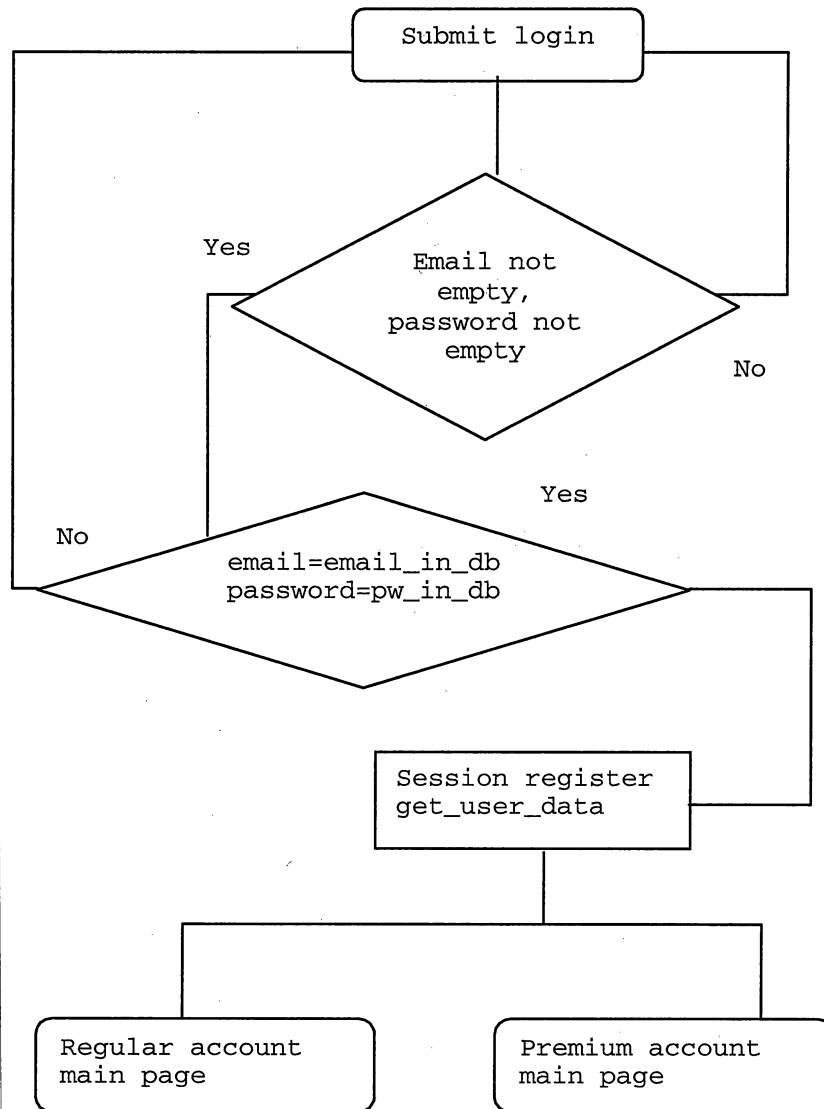 Submit login
Yes
Email not
empty,
password not
empty
No
Yes
No
email=email_in_db
password=pw_in_db
Session register
get_user_data
Regular account
main page
Premium account
main page